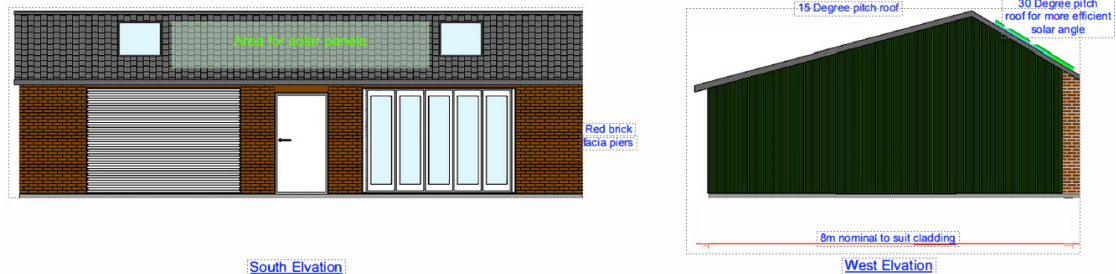 Area for solar panels
Red brick
facia piers
South Elvation
15 Degree pitch roof
30 Degree pitch
roof for more efficient
solar angle
8m nominal to suit cladding
West Elvation